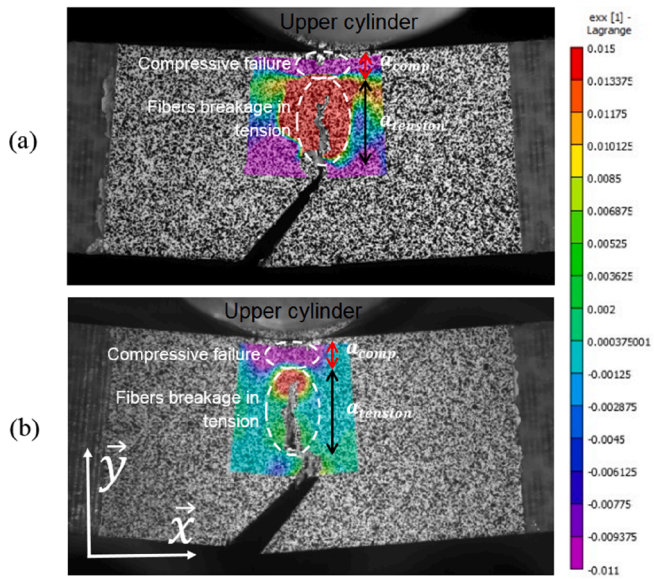 Upper cylinder
exx [1] -
Lagrange
Compressive failure
a_comp.
Fibers breakage in
tension
a_tension
(a)
0.015
0.013375
0.01175
0.010125
0.0085
0.006875
0.00525
0.003625
0.002
0.000375001
-0.00125
-0.002875
-0.0045
-0.006125
-0.00775
-0.009375
-0.011
Upper cylinder
Compressive failure
a_comp.
Fibers breakage in
tension
a_tension
(b)
y
x